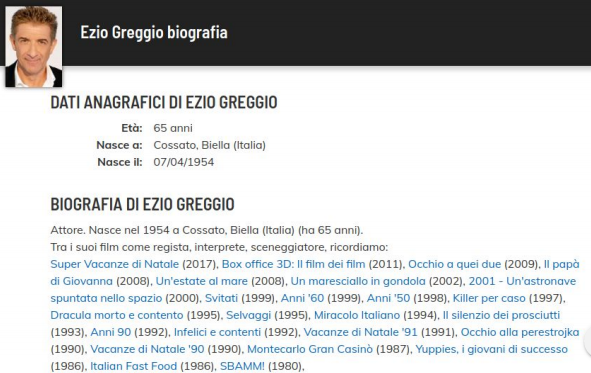 Ezio Greggio biografia
DATI ANAGRAFICI DI EZIO GREGGIO
Età: 65 anni
Nasce a: Cossato, Biella (Italia)
Nasce il: 07/04/1954
BIOGRAFIA DI EZIO GREGGIO
Attore. Nasce nel 1954 a Cossato, Biella (Italia) (ha 65 anni).
Tra i suoi film come regista, interprete, sceneggiatore, ricordiamo:
Super Vacanze di Natale (2017), Box office 3D: Il film dei film (2011), Occhio a quei due (2009), Il papà
di Giovanna (2008), Un'estate al mare (2008), Un maresciallo in gondola (2002), 2001 - Un'astronave
spuntata nello spazio (2000), Svitati (1999), Anni '60 (1999), Anni '50 (1998), Killer per caso (1997),
Dracula morto e contento (1995), Selvaggi (1995), Miracolo Italiano (1994), Il silenzio dei prosciutti
(1993), Anni 90 (1992), Infelici e contenti (1992), Vacanze di Natale '91 (1991), Occhio alla perestrojka
(1990), Vacanze di Natale '90 (1990), Montecarlo Gran Casinò (1987), Yuppies, i giovani di successo
(1986), Italian Fast Food (1986), SBAMM! (1980),